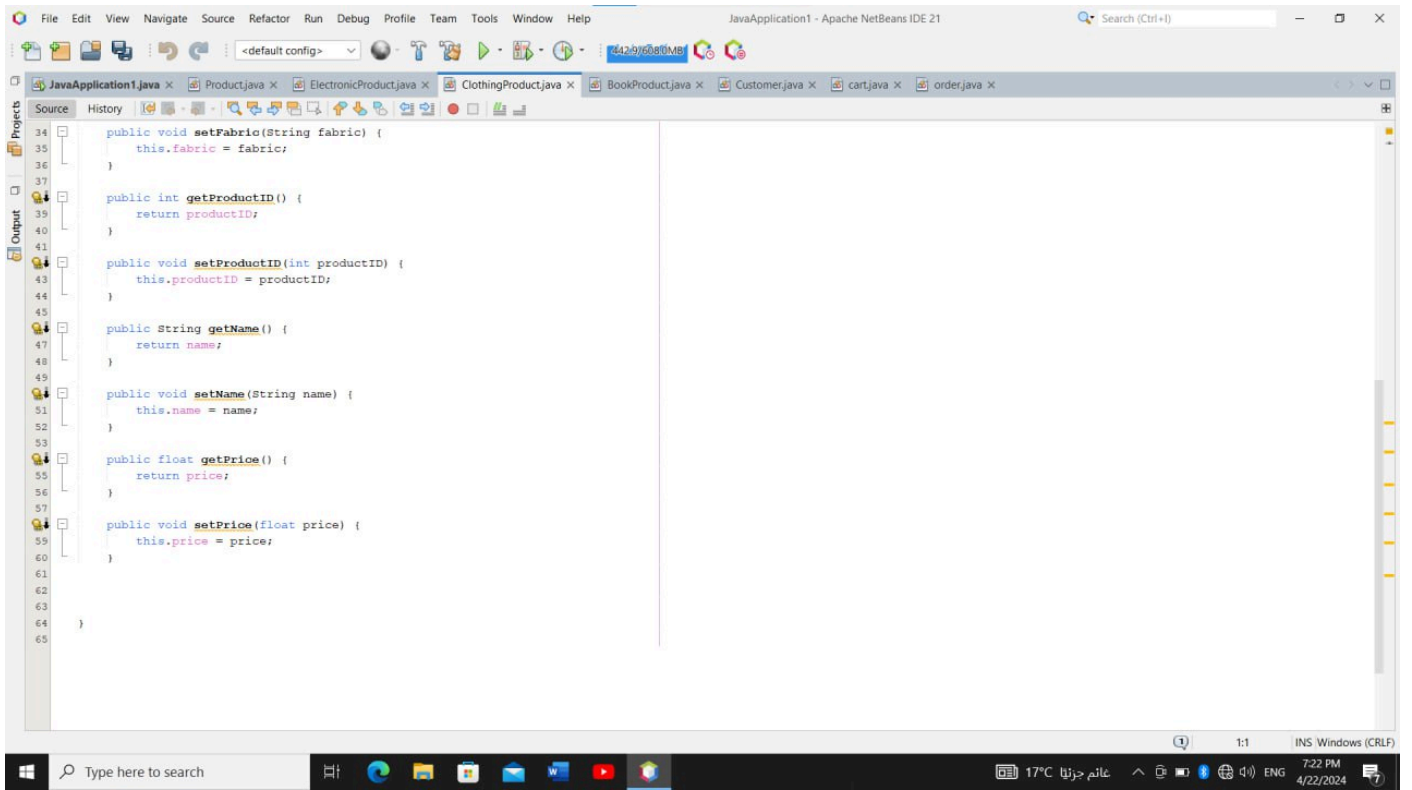 File Edit View Navigate Source Refactor Run Debug Profile Team Tools Window Help JavaApplication1 - Apache NetBeans IDE 21 Search (Ctrl+I)
<default config> 442.9/608.0MB
JavaApplication1.java Product.java ElectronicProduct.java ClothingProduct.java BookProduct.java Customer.java cart.java order.java
Source History
Projects
Output
34 public void setFabric(String fabric) {
35 this.fabric = fabric;
36 }
37
public int getProductID() {
39 return productID;
40 }
41
public void setProductID(int productID) {
43 this.productID = productID;
44 }
45
public String getName() {
47 return name;
48 }
49
public void setName(String name) {
51 this.name = name;
52 }
53
public float getPrice() {
55 return price;
56 }
57
public void setPrice(float price) {
59 this.price = price;
60 }
61
62
63
64 }
65
1 1:1 INS Windows (CRLF)
Type here to search 17°C غائم جزئيًا ENG 7:22 PM
4/22/2024 7